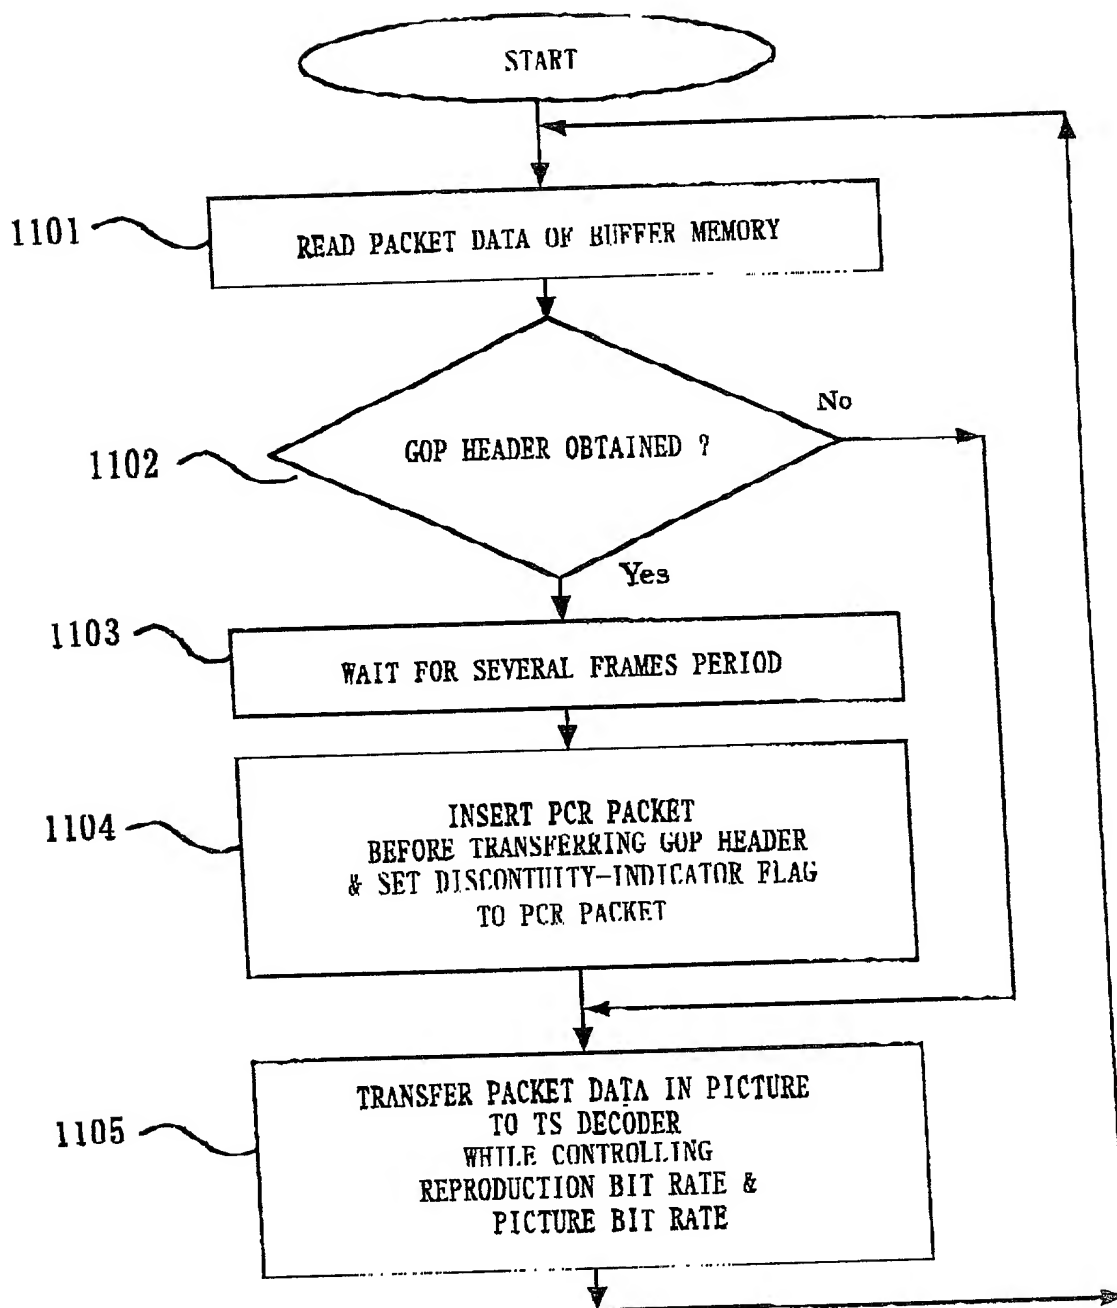 START
1101
READ PACKET DATA OF BUFFER MEMORY
No
1102
GOP HEADER OBTAINED ?
Yes
1103
WAIT FOR SEVERAL FRAMES PERIOD
1104
INSERT PCR PACKET
BEFORE TRANSFERRING GOP HEADER
& SET DISCONTUITY-INDICATOR FLAG
TO PCR PACKET
1105
TRANSFER PACKET DATA IN PICTURE
TO TS DECODER
WHILE CONTROLLING
REPRODUCTION BIT RATE &
PICTURE BIT RATE